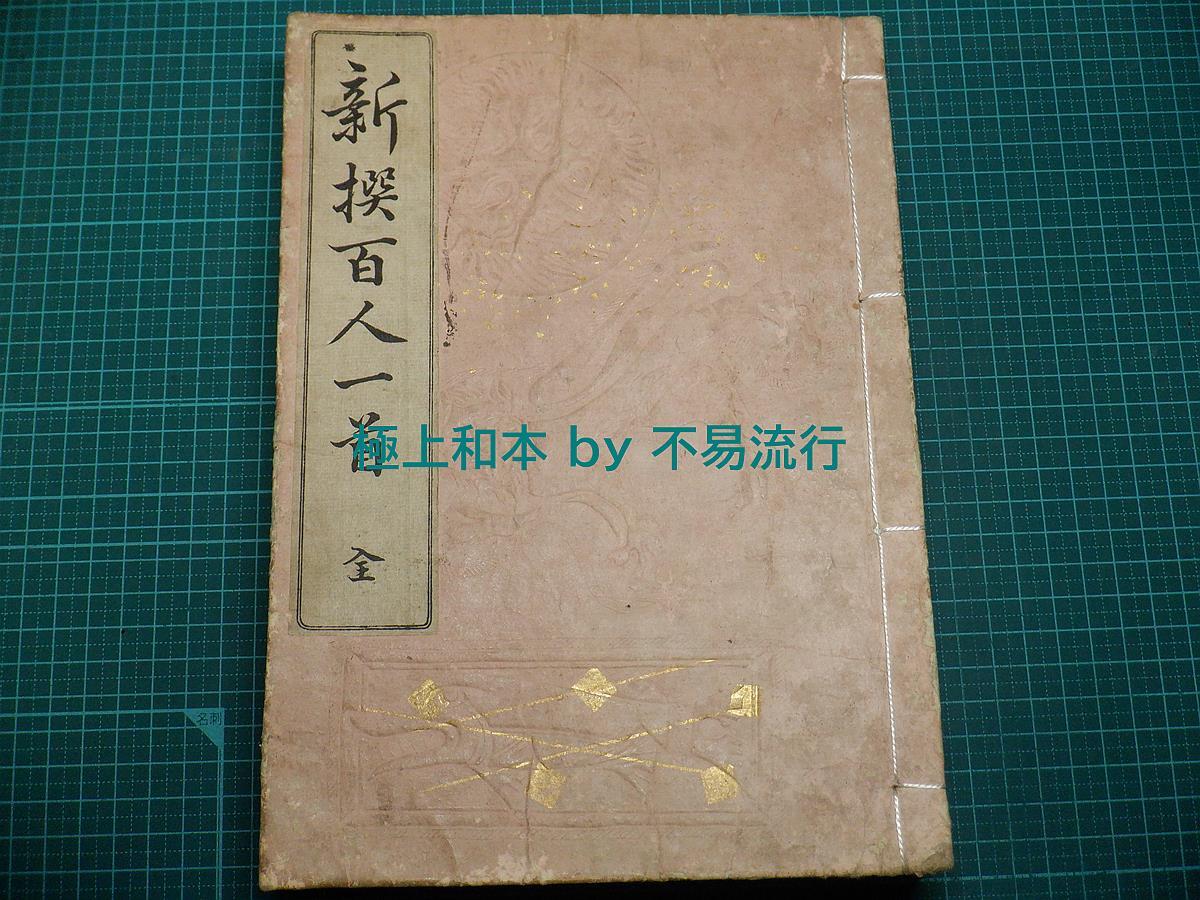 新撰百人一首 全
極上和本 by 不易流行
名刺